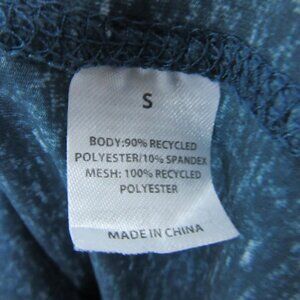 S
BODY:90% RECYCLED
POLYESTER/10% SPANDEX
MESH: 100% RECYCLED
POLYESTER
MADE IN CHINA